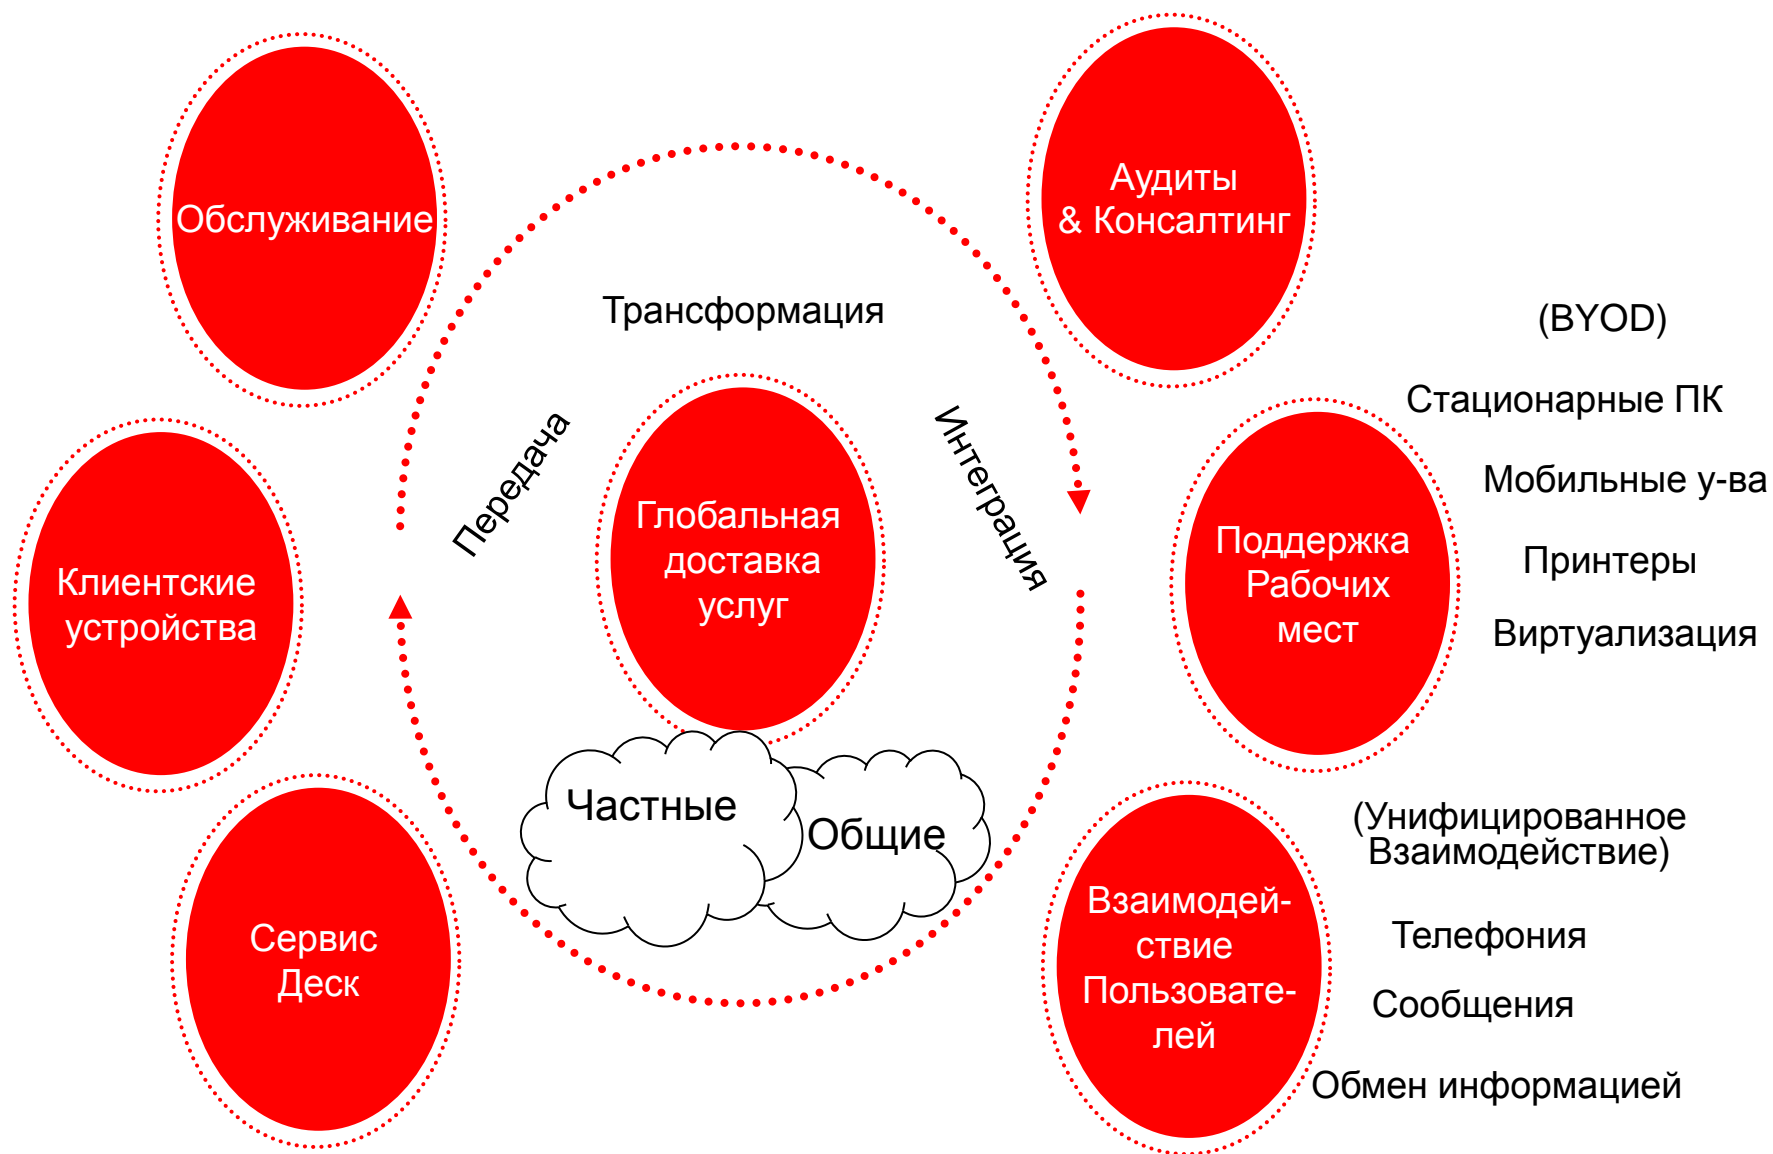 Обслуживание
Аудиты
& Консалтинг
Трансформация
Передача
Интеграция
Глобальная
доставка
услуг
Клиентские
устройства
Поддержка
Рабочих
мест
(BYOD)
Стационарные ПК
Мобильные у-ва
Принтеры
Виртуализация
Частные
Общие
Сервис
Деск
Взаимодей-
ствие
Пользовате-
лей
(Унифицированное
Взаимодействие)
Телефония
Сообщения
Обмен информацией